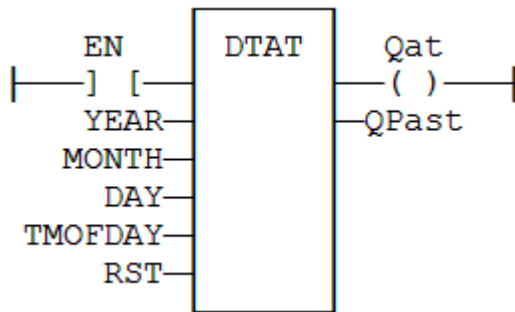 EN DTAT Qat
] [ ( )
YEAR QPast
MONTH
DAY
TMOFDAY
RST